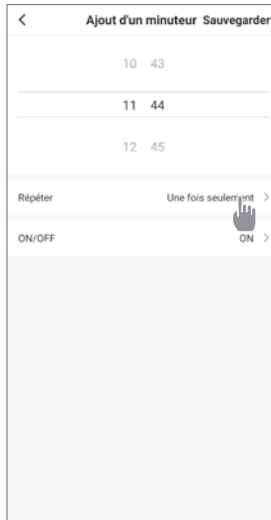 Ajout d'un minuteur Sauvegarder
10 43
11 44
12 45
Répéter Une fois seulement
ON/OFF ON